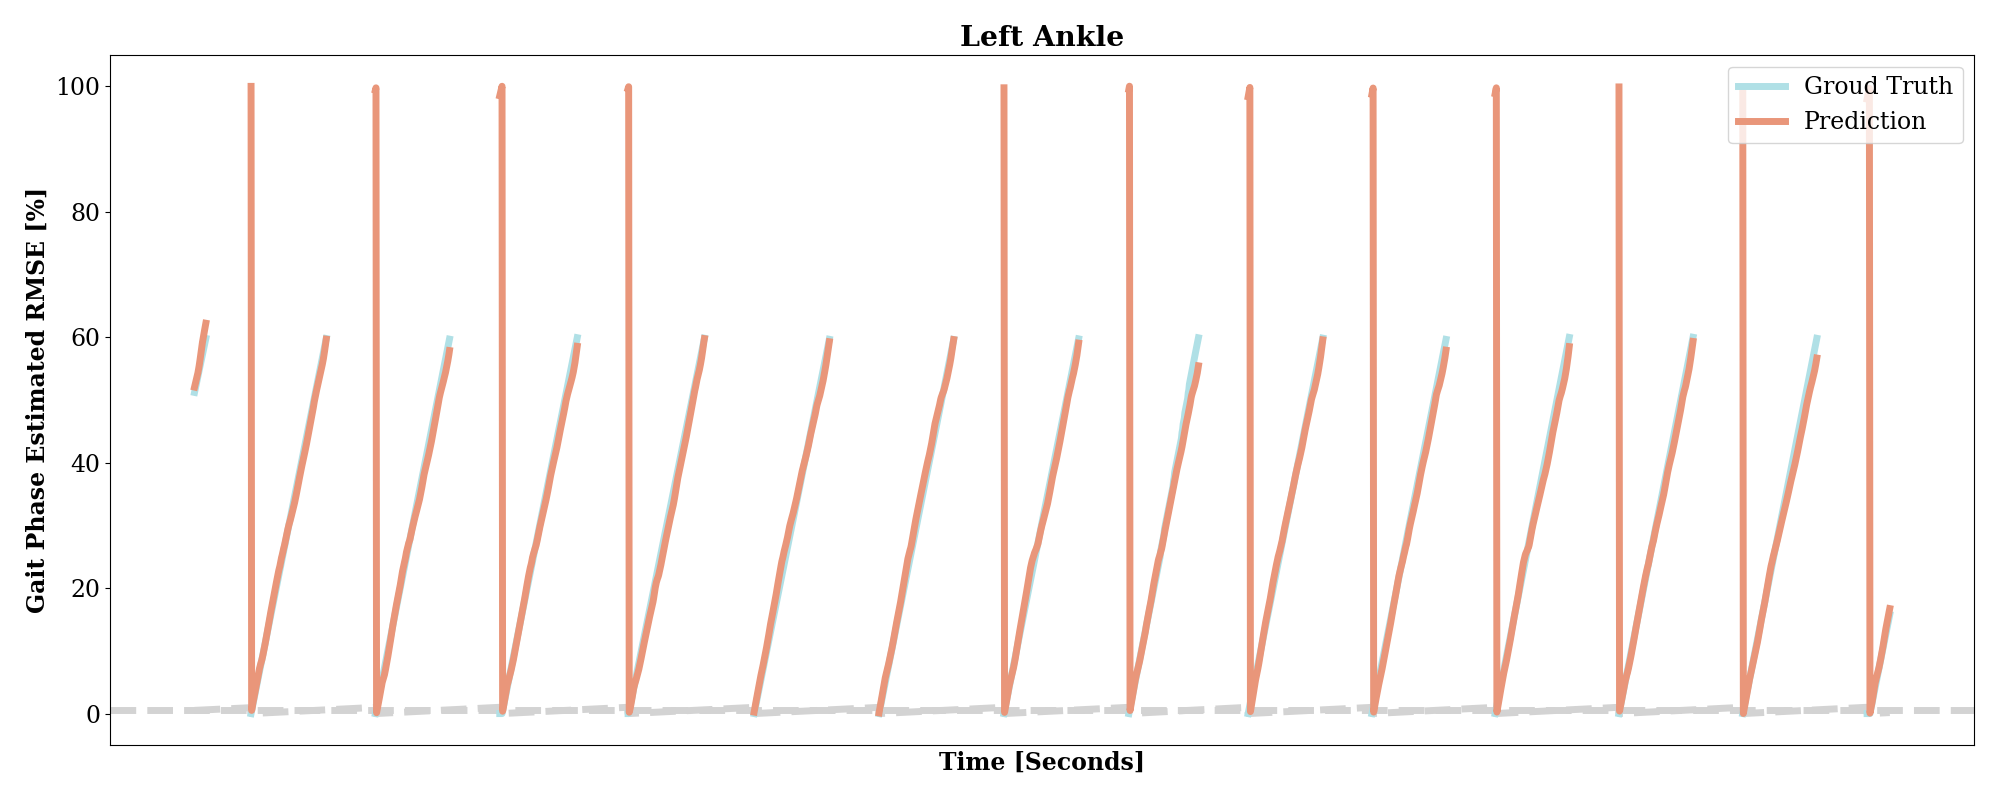 Left Ankle
Groud Truth
Prediction
Gait Phase Estimated RMSE [%]
100
80
60
40
20
0
Time [Seconds]